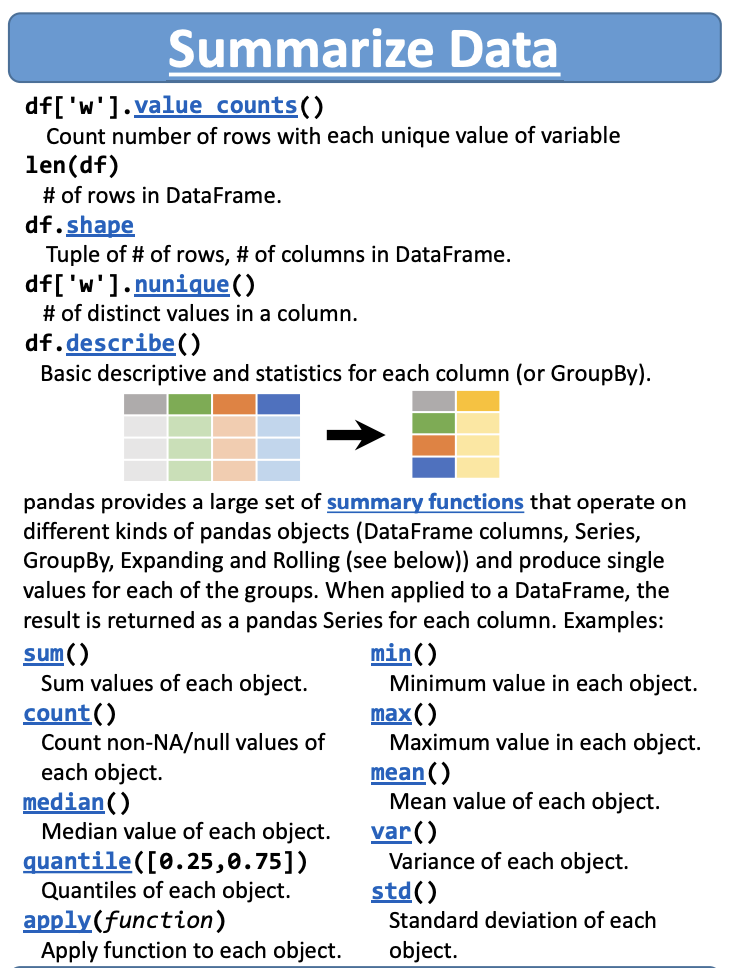 Summarize Data
df['w'].value_counts()
Count number of rows with each unique value of variable
len(df)
# of rows in DataFrame.
df.shape
Tuple of # of rows, # of columns in DataFrame.
df['w'].nunique()
# of distinct values in a column.
df.describe()
Basic descriptive and statistics for each column (or GroupBy).
pandas provides a large set of summary functions that operate on
different kinds of pandas objects (DataFrame columns, Series,
GroupBy, Expanding and Rolling (see below)) and produce single
values for each of the groups. When applied to a DataFrame, the
result is returned as a pandas Series for each column. Examples:
sum()
Sum values of each object.
count()
Count non-NA/null values of
each object.
median()
Median value of each object.
quantile([0.25,0.75])
Quantiles of each object.
apply(function)
Apply function to each object.
min()
Minimum value in each object.
max()
Maximum value in each object.
mean()
Mean value of each object.
var()
Variance of each object.
std()
Standard deviation of each
object.